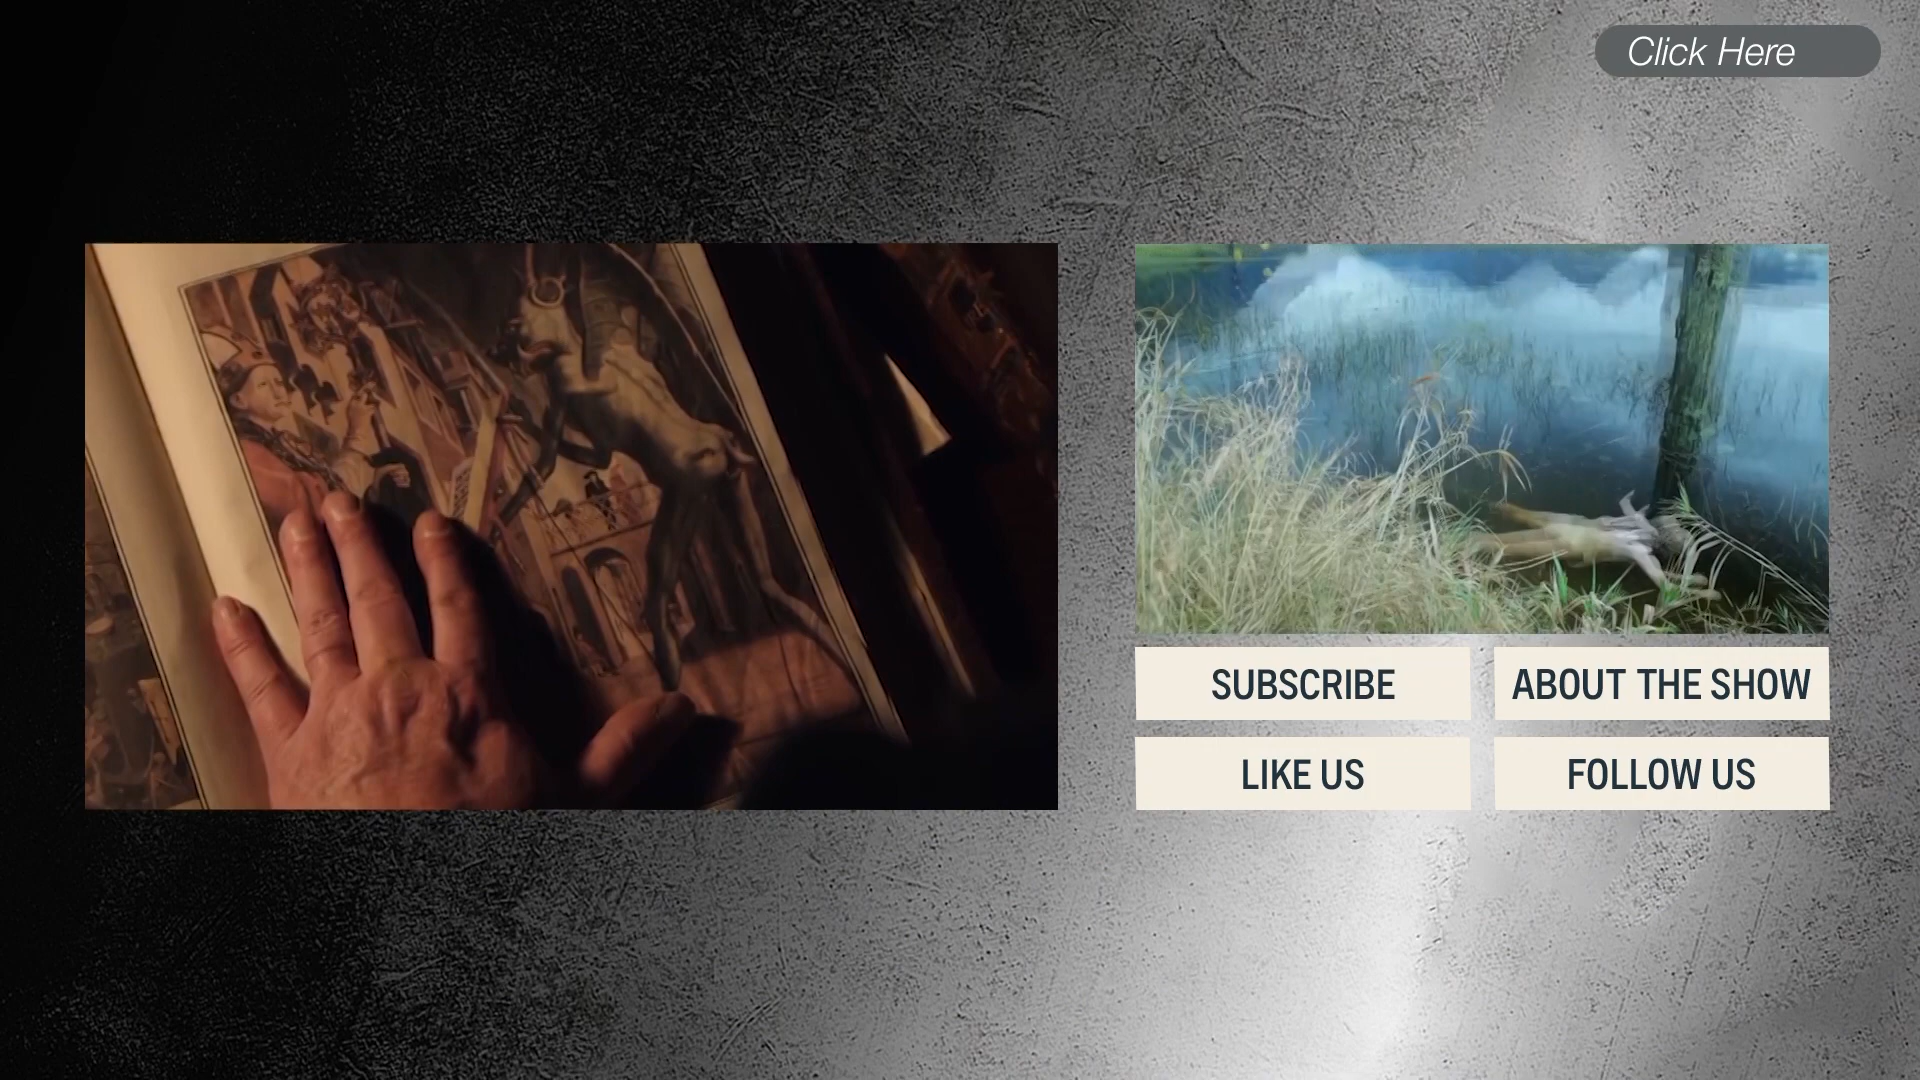 Click Here
SUBSCRIBE
ABOUT THE SHOW
LIKE US
FOLLOW US